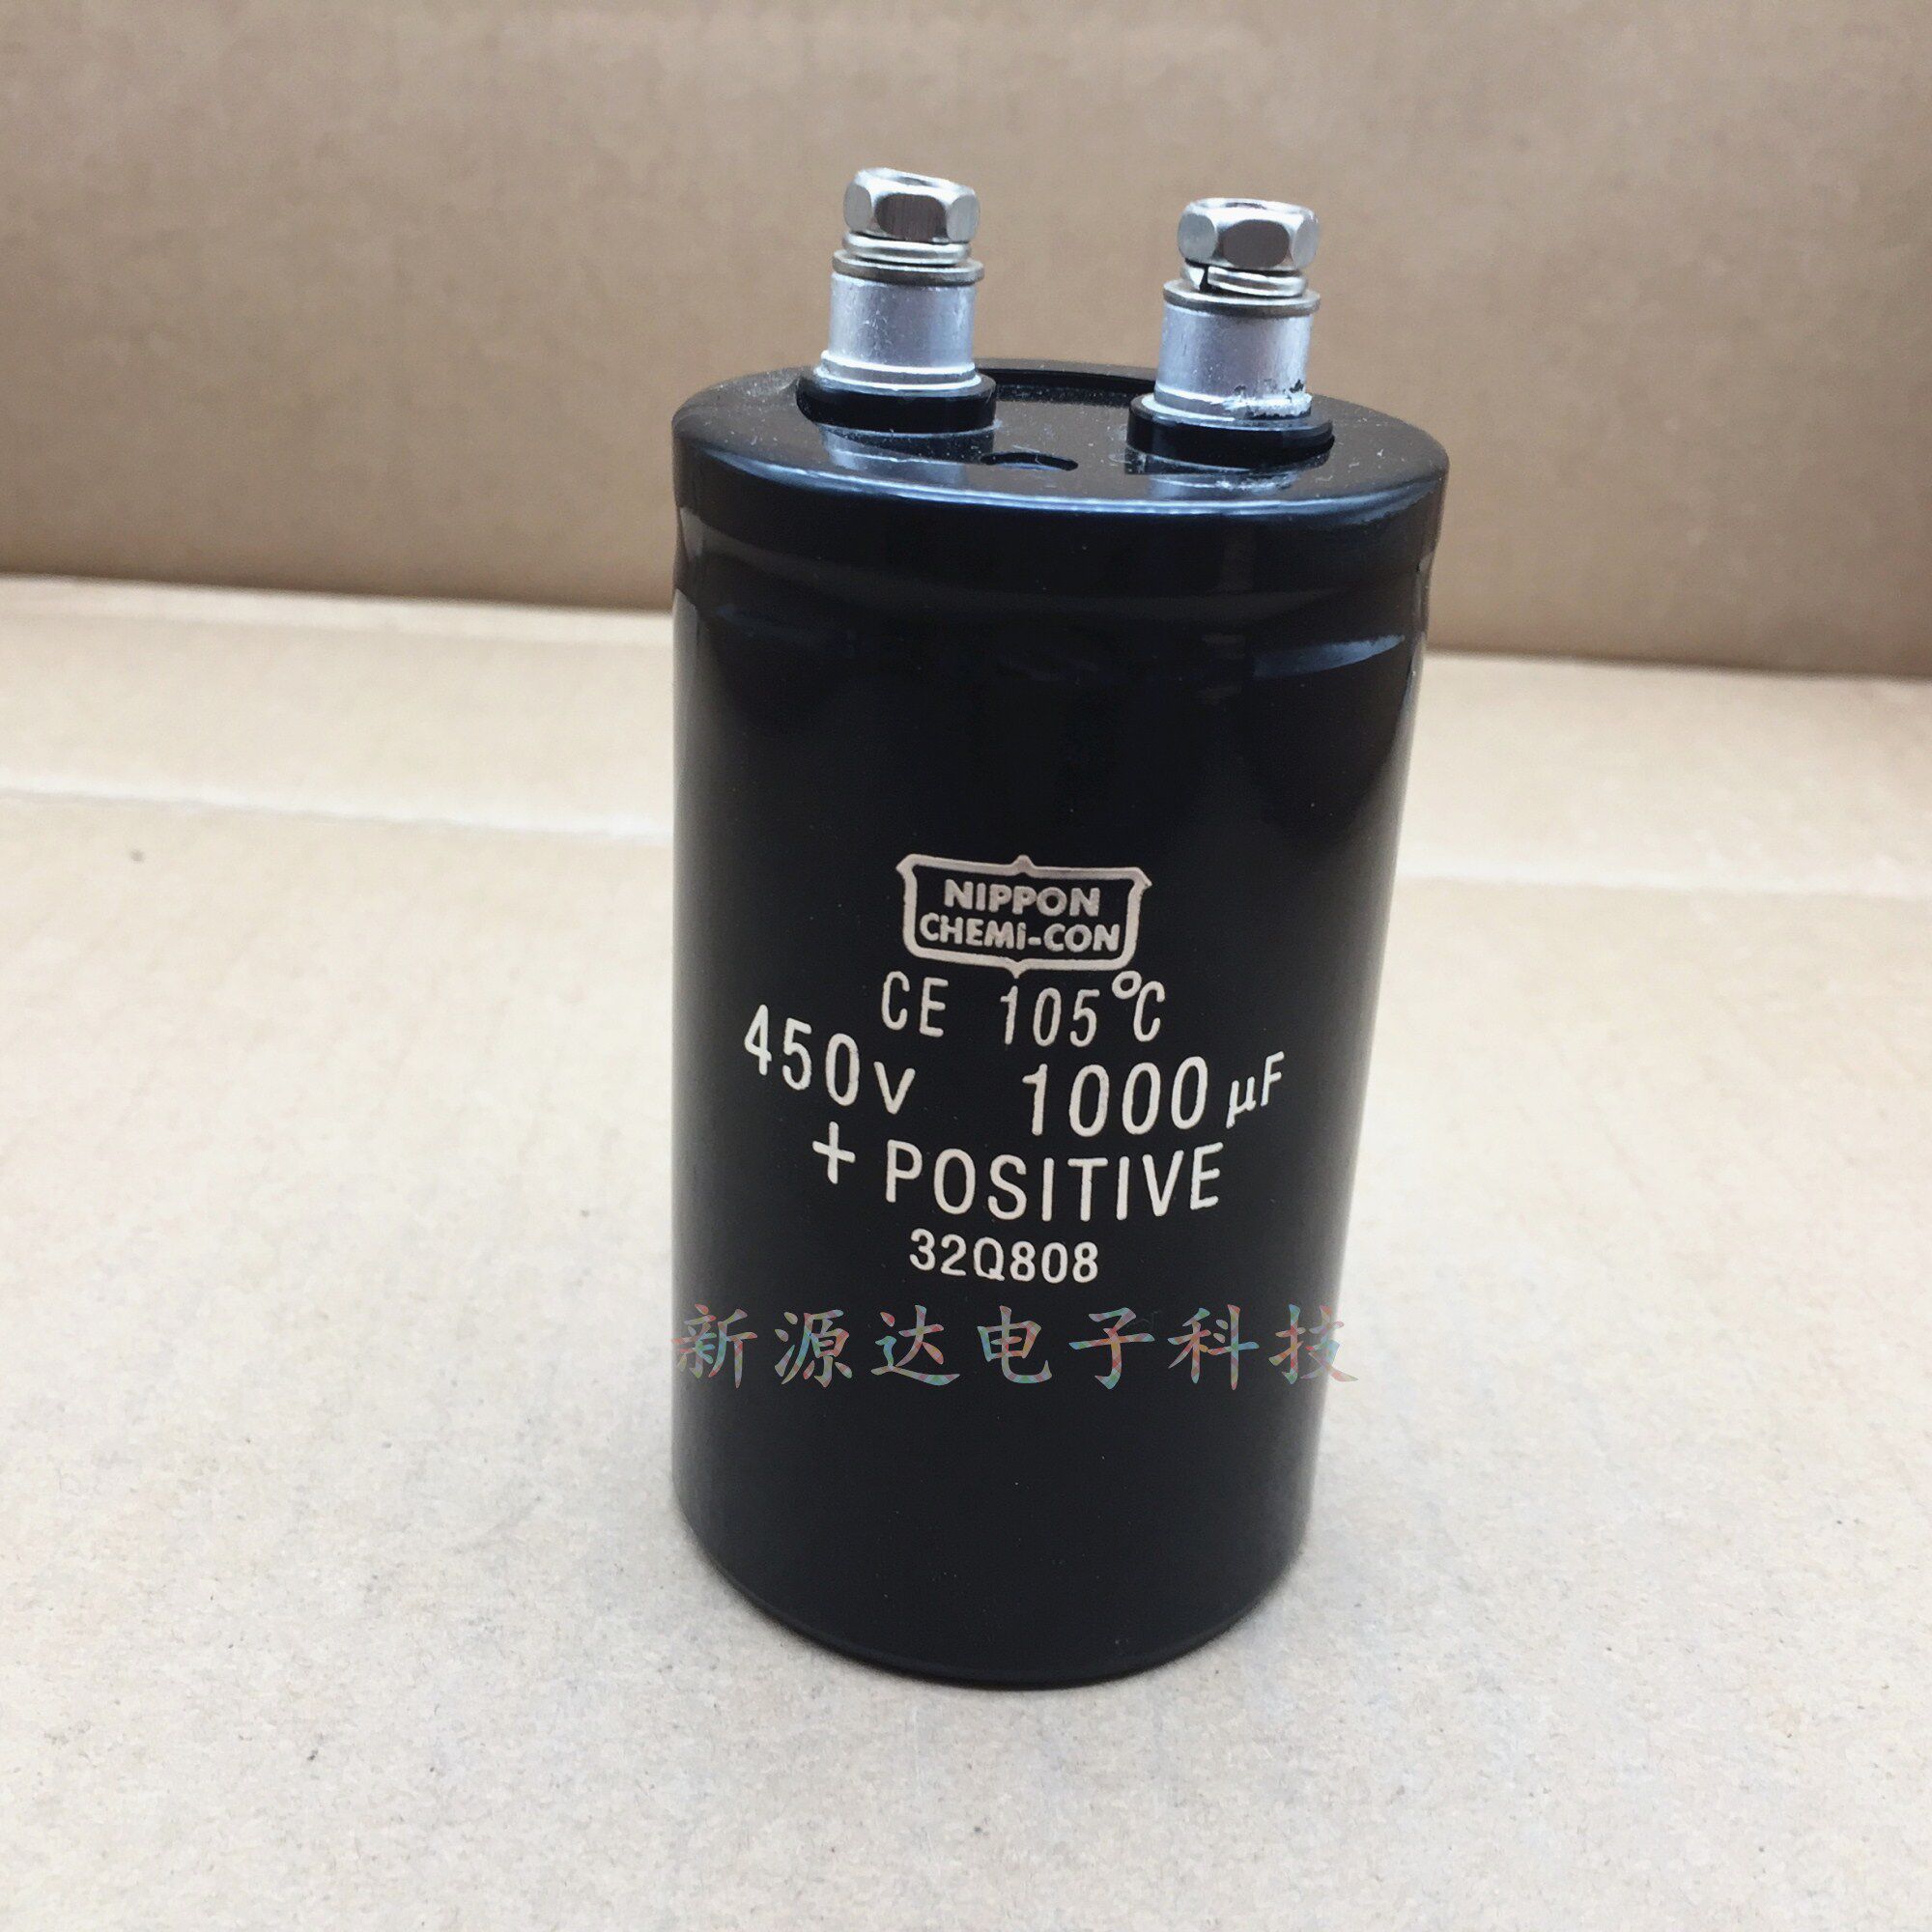 NIPPON
CHEMi-CON
CE 105°C
450V 1000µF
+ POSITIVE
32Q808
新源达电子科技